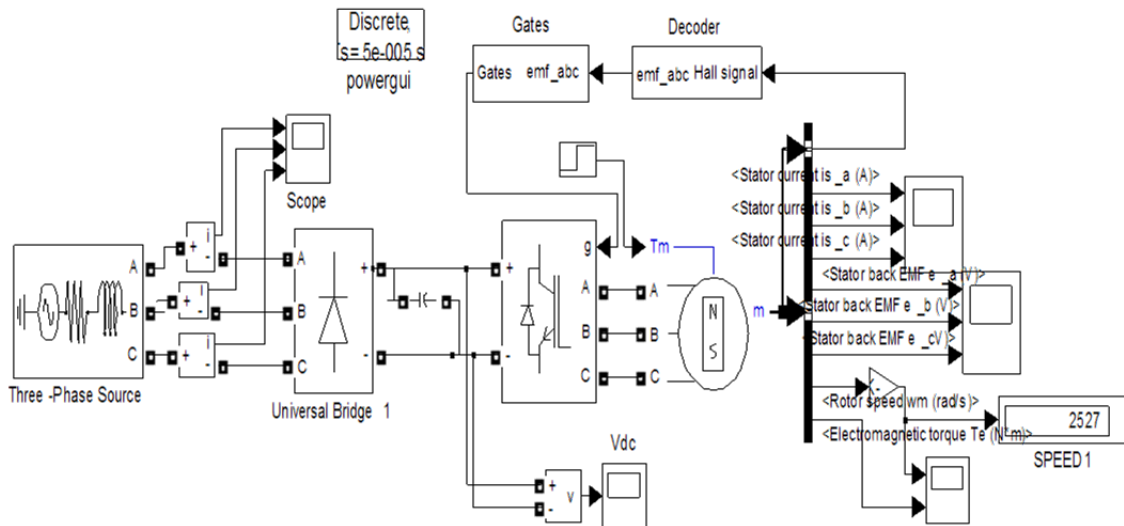 Discrete,
s = 5e-005 s
powergui
Gates
Gates emf_abc
Decoder
emf_abc Hall signal
Scope
i
+
-
i
+
-
i
+
-
A
B
C
Three -Phase Source
A
B
C
+
-
Universal Bridge 1
+
-
g
A
B
C
Tm
A
B
C
N
S
m
<Stator current is _a (A)>
<Stator current is _b (A)>
<Stator current is _c (A)>
<Stator back EMF e _a (V)>
<Stator back EMF e _b (V)>
<Stator back EMF e _cV)>
<Rotor speed wm (rad/s)>
<Electromagnetic torque Te (N*m)>
2527
SPEED 1
Vdc
+
-
v